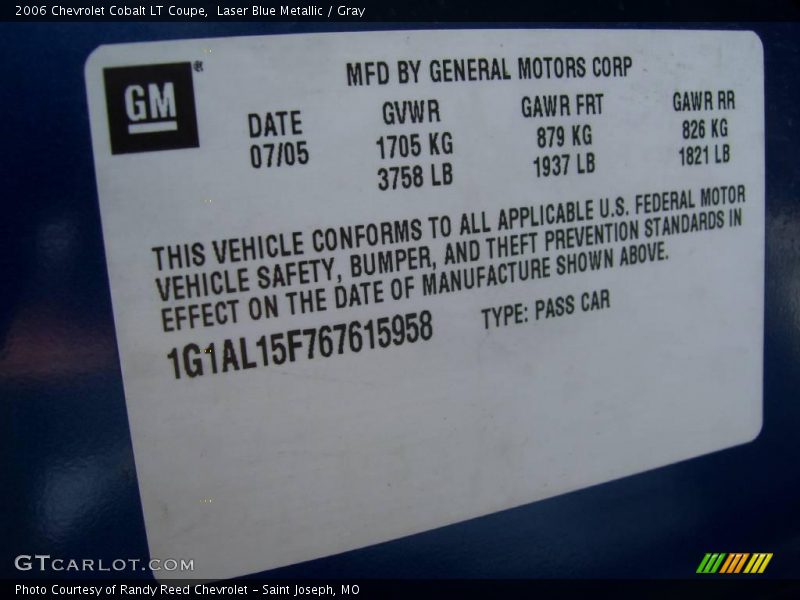 2006 Chevrolet Cobalt LT Coupe,  Laser Blue Metallic / Gray
GM®
MFD BY GENERAL MOTORS CORP
DATE GVWR GAWR FRT GAWR RR
07/05 1705 KG 879 KG 826 KG
3758 LB 1937 LB 1821 LB
THIS VEHICLE CONFORMS TO ALL APPLICABLE U.S. FEDERAL MOTOR
VEHICLE SAFETY, BUMPER, AND THEFT PREVENTION STANDARDS IN
EFFECT ON THE DATE OF MANUFACTURE SHOWN ABOVE.
1G1AL15F767615958 TYPE: PASS CAR
GTCARLOT.COM
Photo Courtesy of Randy Reed Chevrolet - Saint Joseph, MO